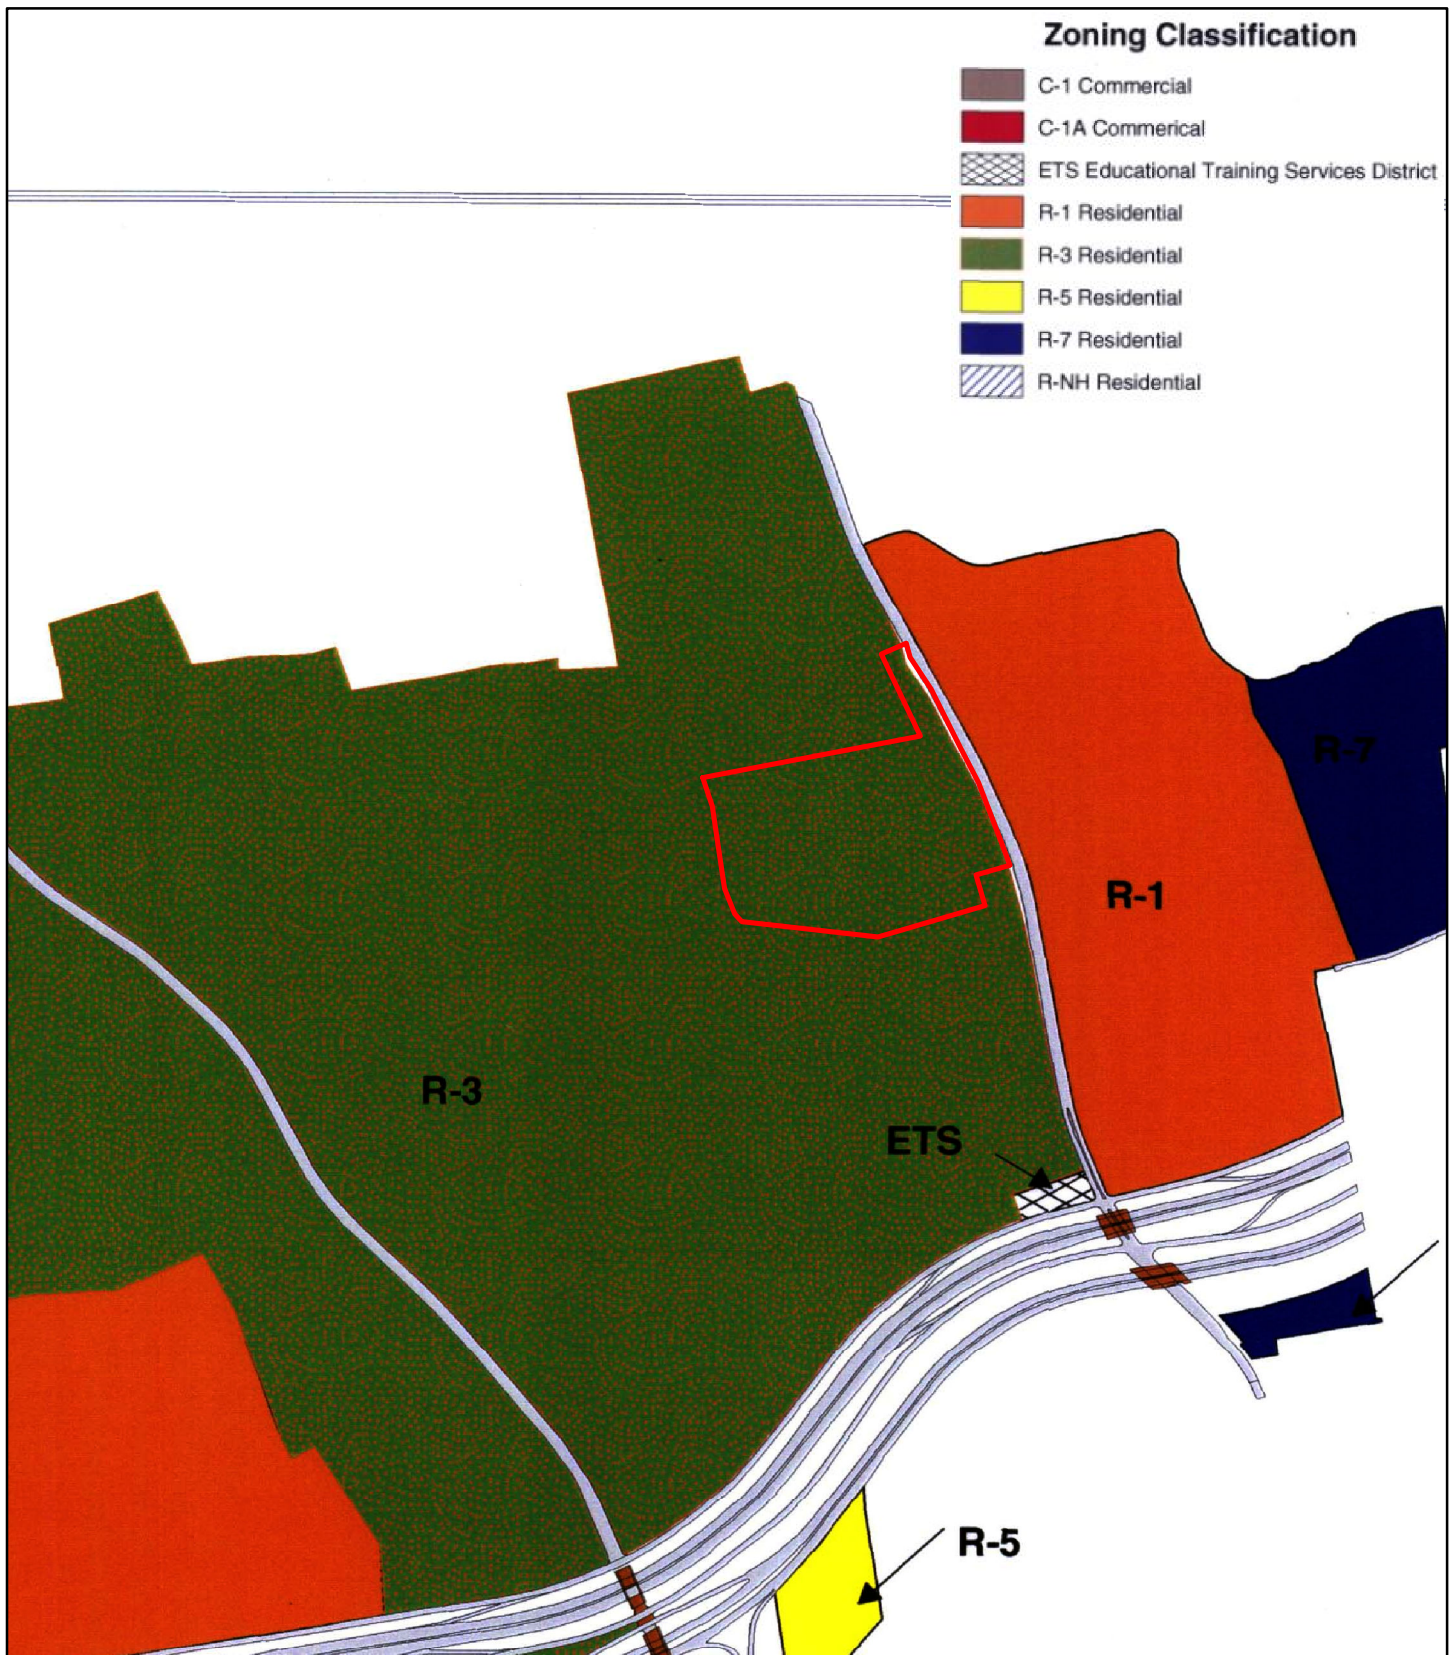 Zoning Classification
C-1 Commercial
C-1A Commerical
ETS Educational Training Services District
R-1 Residential
R-3 Residential
R-5 Residential
R-7 Residential
R-NH Residential
R-7
R-1
R-3
ETS
R-5